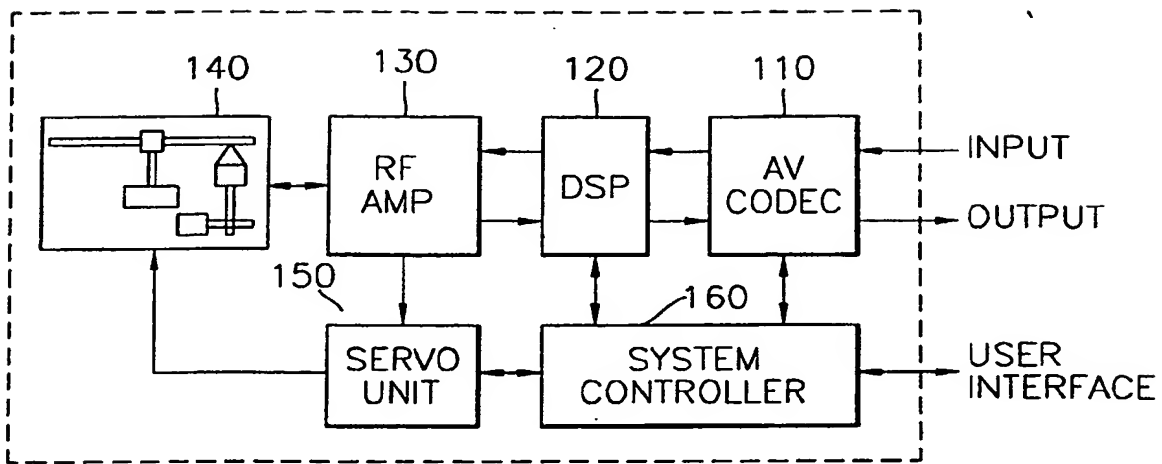 140
130
120
110
RF
AMP
DSP
AV
CODEC
INPUT
OUTPUT
150
160
SERVO
UNIT
SYSTEM
CONTROLLER
USER
INTERFACE